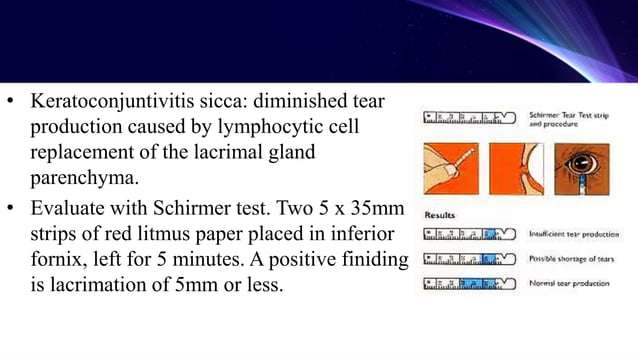 • Keratoconjuntivitis sicca: diminished tear
production caused by lymphocytic cell
replacement of the lacrimal gland
parenchyma.
• Evaluate with Schirmer test. Two 5 x 35mm
strips of red litmus paper placed in inferior
fornix, left for 5 minutes. A positive finiding
is lacrimation of 5mm or less.
Schirmer Tear Test strip
and procedure
Results
Insufficient tear production
Possible shortage of tears
Normal tear production